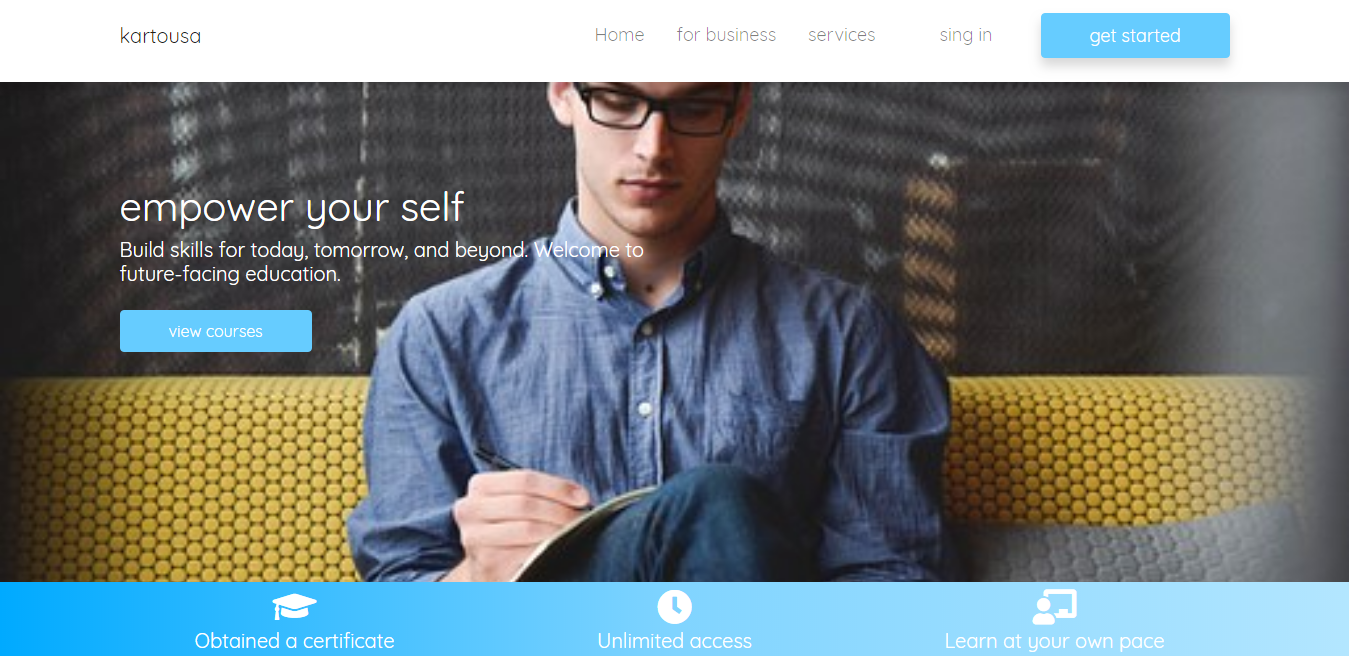 kartousa
Home for business services sing in get started
empower your self
Build skills for today, tomorrow, and beyond. Welcome to
future-facing education.
view courses
Obtained a certificate Unlimited access Learn at your own pace